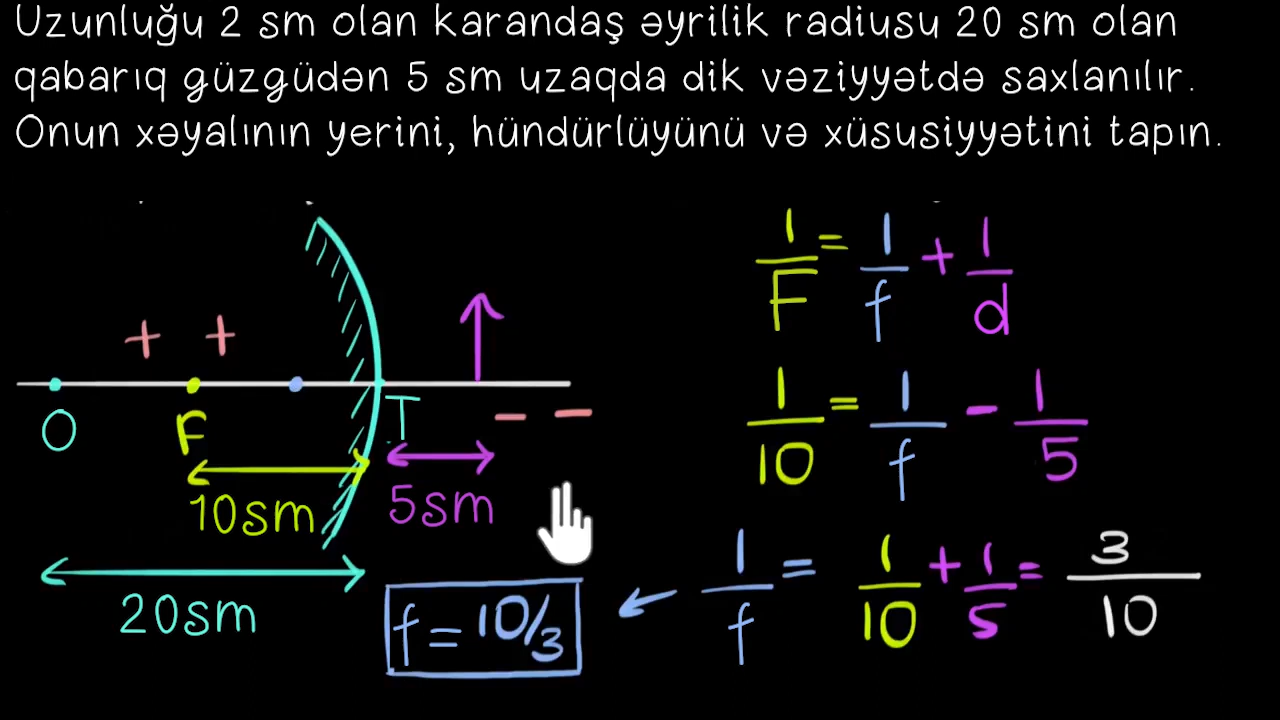 Uzunluğu 2 sm olan karandaş əyrilik radiusu 20 sm olan
qabarıq güzgüdən 5 sm uzaqda dik vəziyyətdə saxlanılır.
Onun xəyalının yerini, hündürlüyünü və xüsusiyyətini tapın.
1/F = 1/f + 1/d
+ +
O F T - -
1/10 = 1/f - 1/5
10sm 5sm
20sm
1/f = 1/10 + 1/5 = 3/10
f = 10/3